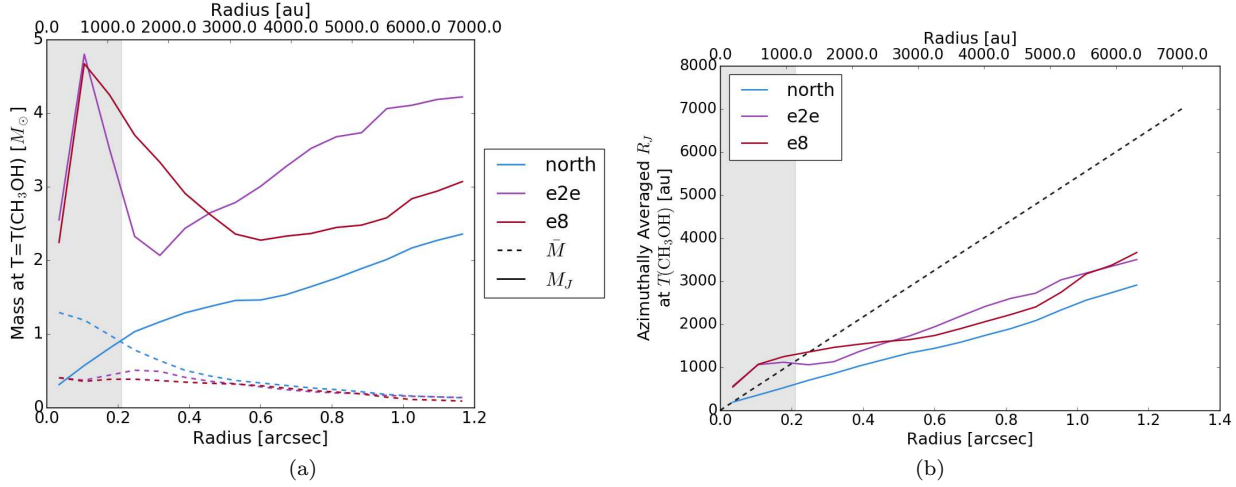 Radius [au]
0.0 1000.0 2000.0 3000.0 4000.0 5000.0 6000.0 7000.0
5
4
3
2
1
0
Mass at T=T(CH₃OH) [M⊙]
north
e2e
e8
M̄
M_J
0.0 0.2 0.4 0.6 0.8 1.0 1.2
Radius [arcsec]
(a)
Radius [au]
0.0 1000.0 2000.0 3000.0 4000.0 5000.0 6000.0 7000.0
8000
7000
6000
5000
4000
3000
2000
1000
0
Azimuthally Averaged R_J
at T(CH₃OH) [au]
north
e2e
e8
0.0 0.2 0.4 0.6 0.8 1.0 1.2 1.4
Radius [arcsec]
(b)